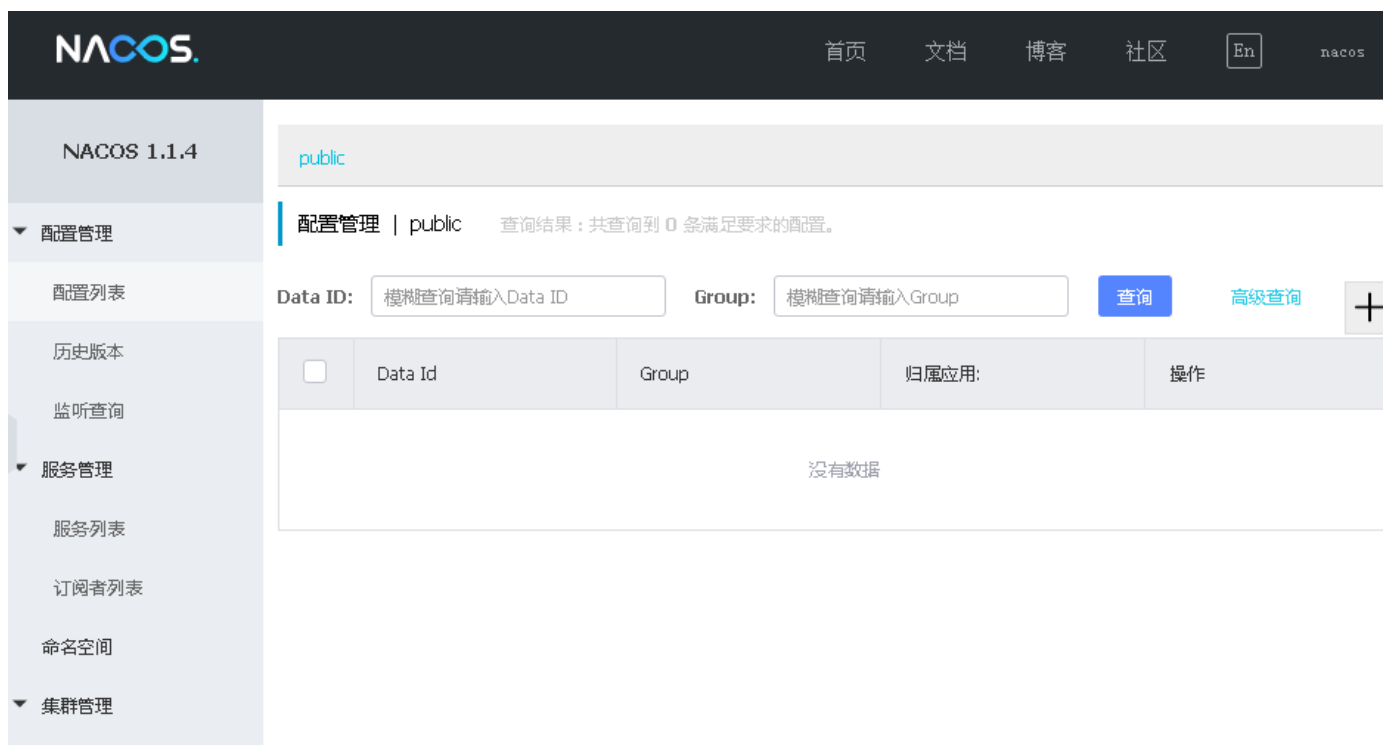 NACOS.
首页 文档 博客 社区 En nacos
NACOS 1.1.4
public
配置管理
配置管理 | public 查询结果：共查询到 0 条满足要求的配置。
配置列表
Data ID: 模糊查询请输入Data ID Group: 模糊查询请输入Group 查询 高级查询
历史版本
Data Id Group 归属应用: 操作
监听查询
服务管理
没有数据
服务列表
订阅者列表
命名空间
集群管理